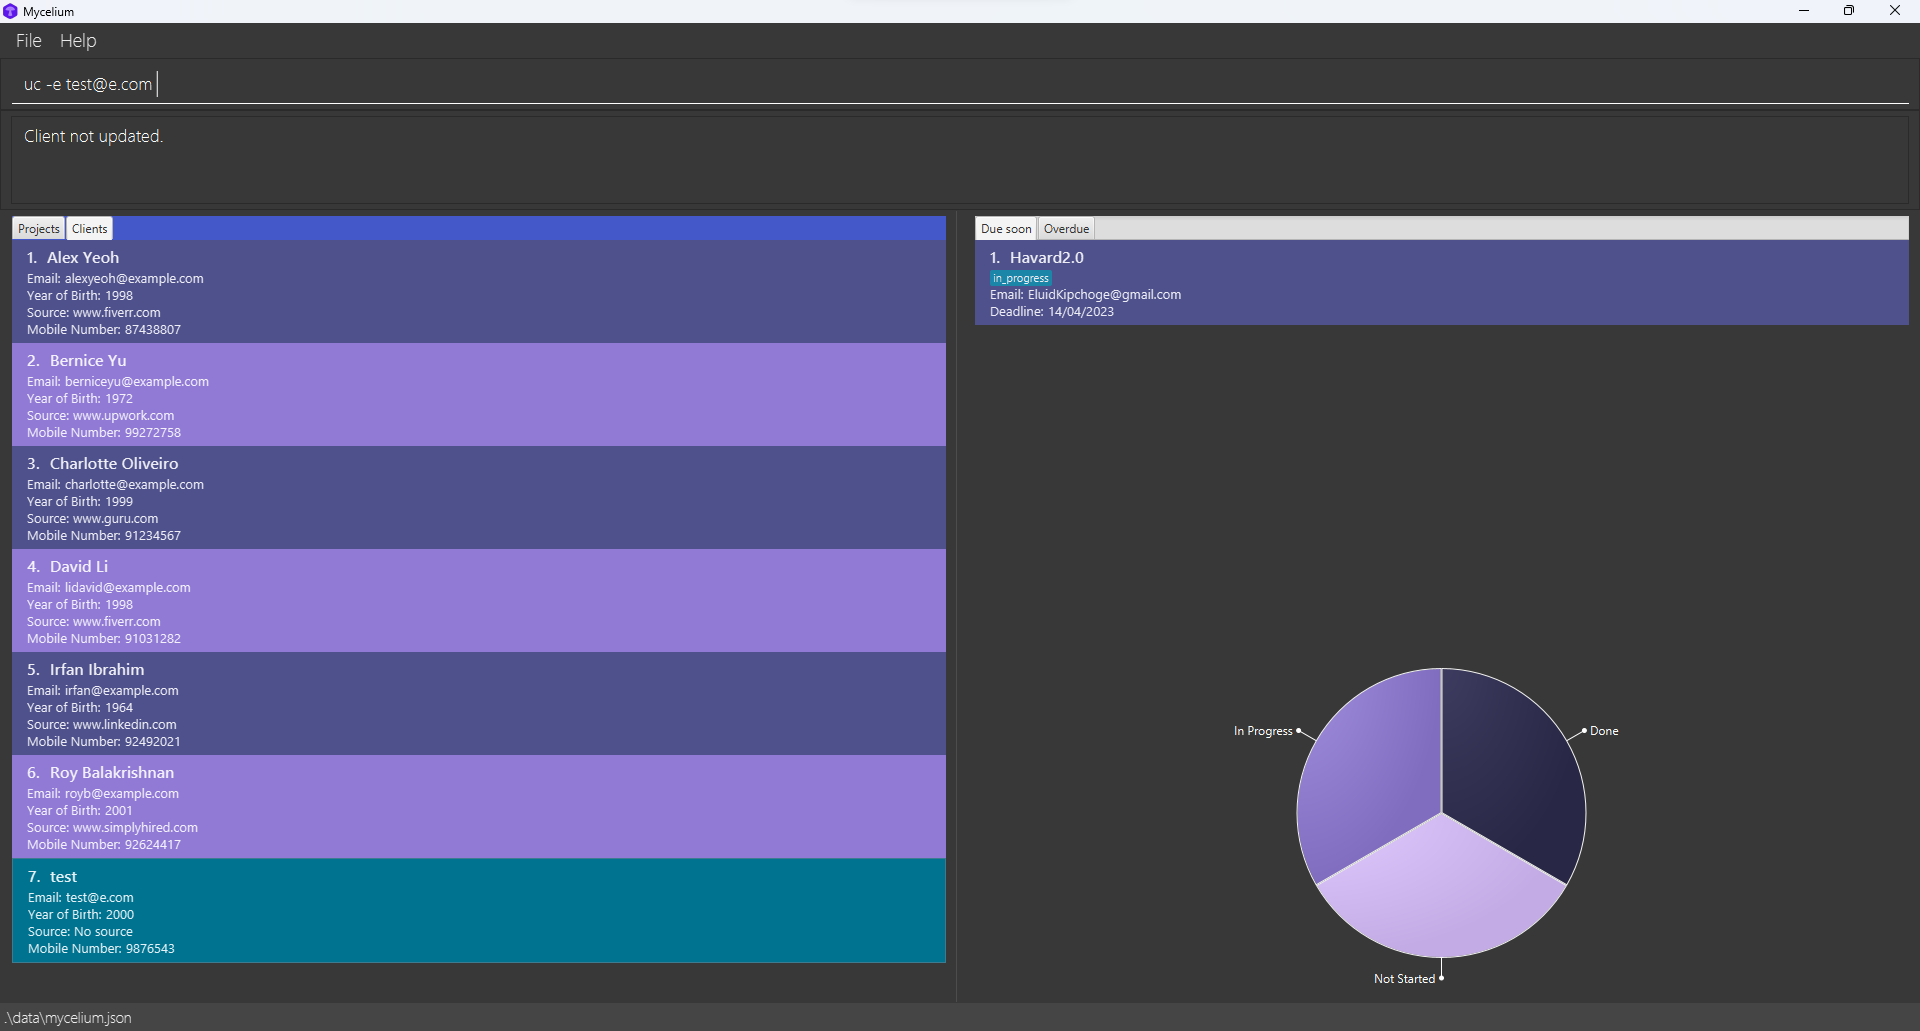 Mycelium
File Help
uc -e test@e.com
Client not updated.
Projects Clients
1. Alex Yeoh
Email: alexyeoh@example.com
Year of Birth: 1998
Source: www.fiverr.com
Mobile Number: 87438807
2. Bernice Yu
Email: berniceyu@example.com
Year of Birth: 1972
Source: www.upwork.com
Mobile Number: 99272758
3. Charlotte Oliveiro
Email: charlotte@example.com
Year of Birth: 1999
Source: www.guru.com
Mobile Number: 91234567
4. David Li
Email: lidavid@example.com
Year of Birth: 1998
Source: www.fiverr.com
Mobile Number: 91031282
5. Irfan Ibrahim
Email: irfan@example.com
Year of Birth: 1964
Source: www.linkedin.com
Mobile Number: 92492021
6. Roy Balakrishnan
Email: royb@example.com
Year of Birth: 2001
Source: www.simplyhired.com
Mobile Number: 92624417
7. test
Email: test@e.com
Year of Birth: 2000
Source: No source
Mobile Number: 9876543
Due soon Overdue
1. Havard2.0
in_progress
Email: EluidKipchoge@gmail.com
Deadline: 14/04/2023
In Progress
Done
Not Started
.\data\mycelium.json